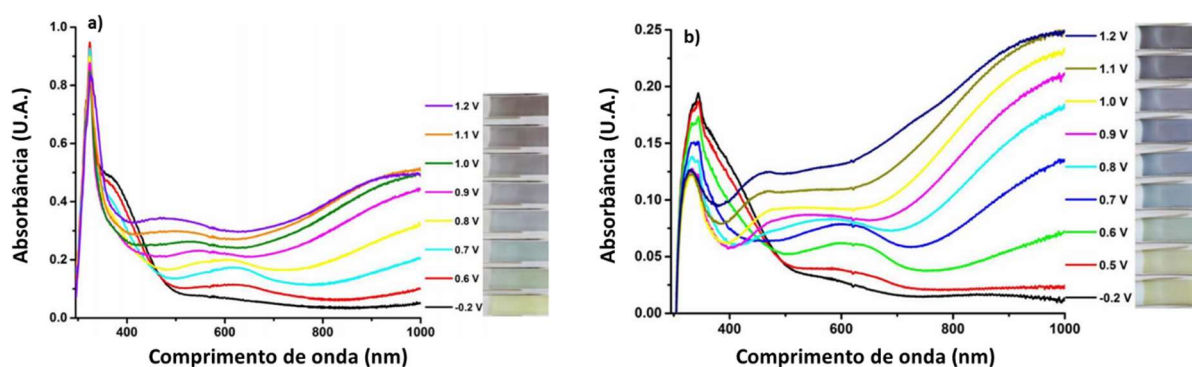 a)
1.0
0.8
0.6
0.4
0.2
0.0
Absorbância (U.A.)
400
600
800
1000
Comprimento de onda (nm)
1.2 V
1.1 V
1.0 V
0.9 V
0.8 V
0.7 V
0.6 V
-0.2 V
b)
0.25
0.20
0.15
0.10
0.05
0.00
Absorbância (U.A.)
400
600
800
1000
Comprimento de onda (nm)
1.2 V
1.1 V
1.0 V
0.9 V
0.8 V
0.7 V
0.6 V
0.5 V
-0.2 V